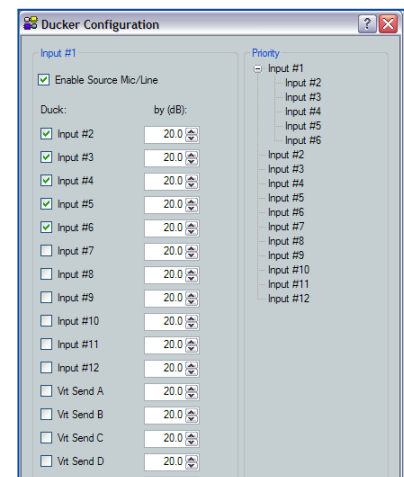 Ducker Configuration
Input #1
Enable Source Mic/Line
Duck: by (dB):
Input #2 20.0
Input #3 20.0
Input #4 20.0
Input #5 20.0
Input #6 20.0
Input #7 20.0
Input #8 20.0
Input #9 20.0
Input #10 20.0
Input #11 20.0
Input #12 20.0
Vrt Send A 20.0
Vrt Send B 20.0
Vrt Send C 20.0
Vrt Send D 20.0
Priority
Input #1
Input #2
Input #3
Input #4
Input #5
Input #6
Input #2
Input #3
Input #4
Input #5
Input #6
Input #7
Input #8
Input #9
Input #10
Input #11
Input #12